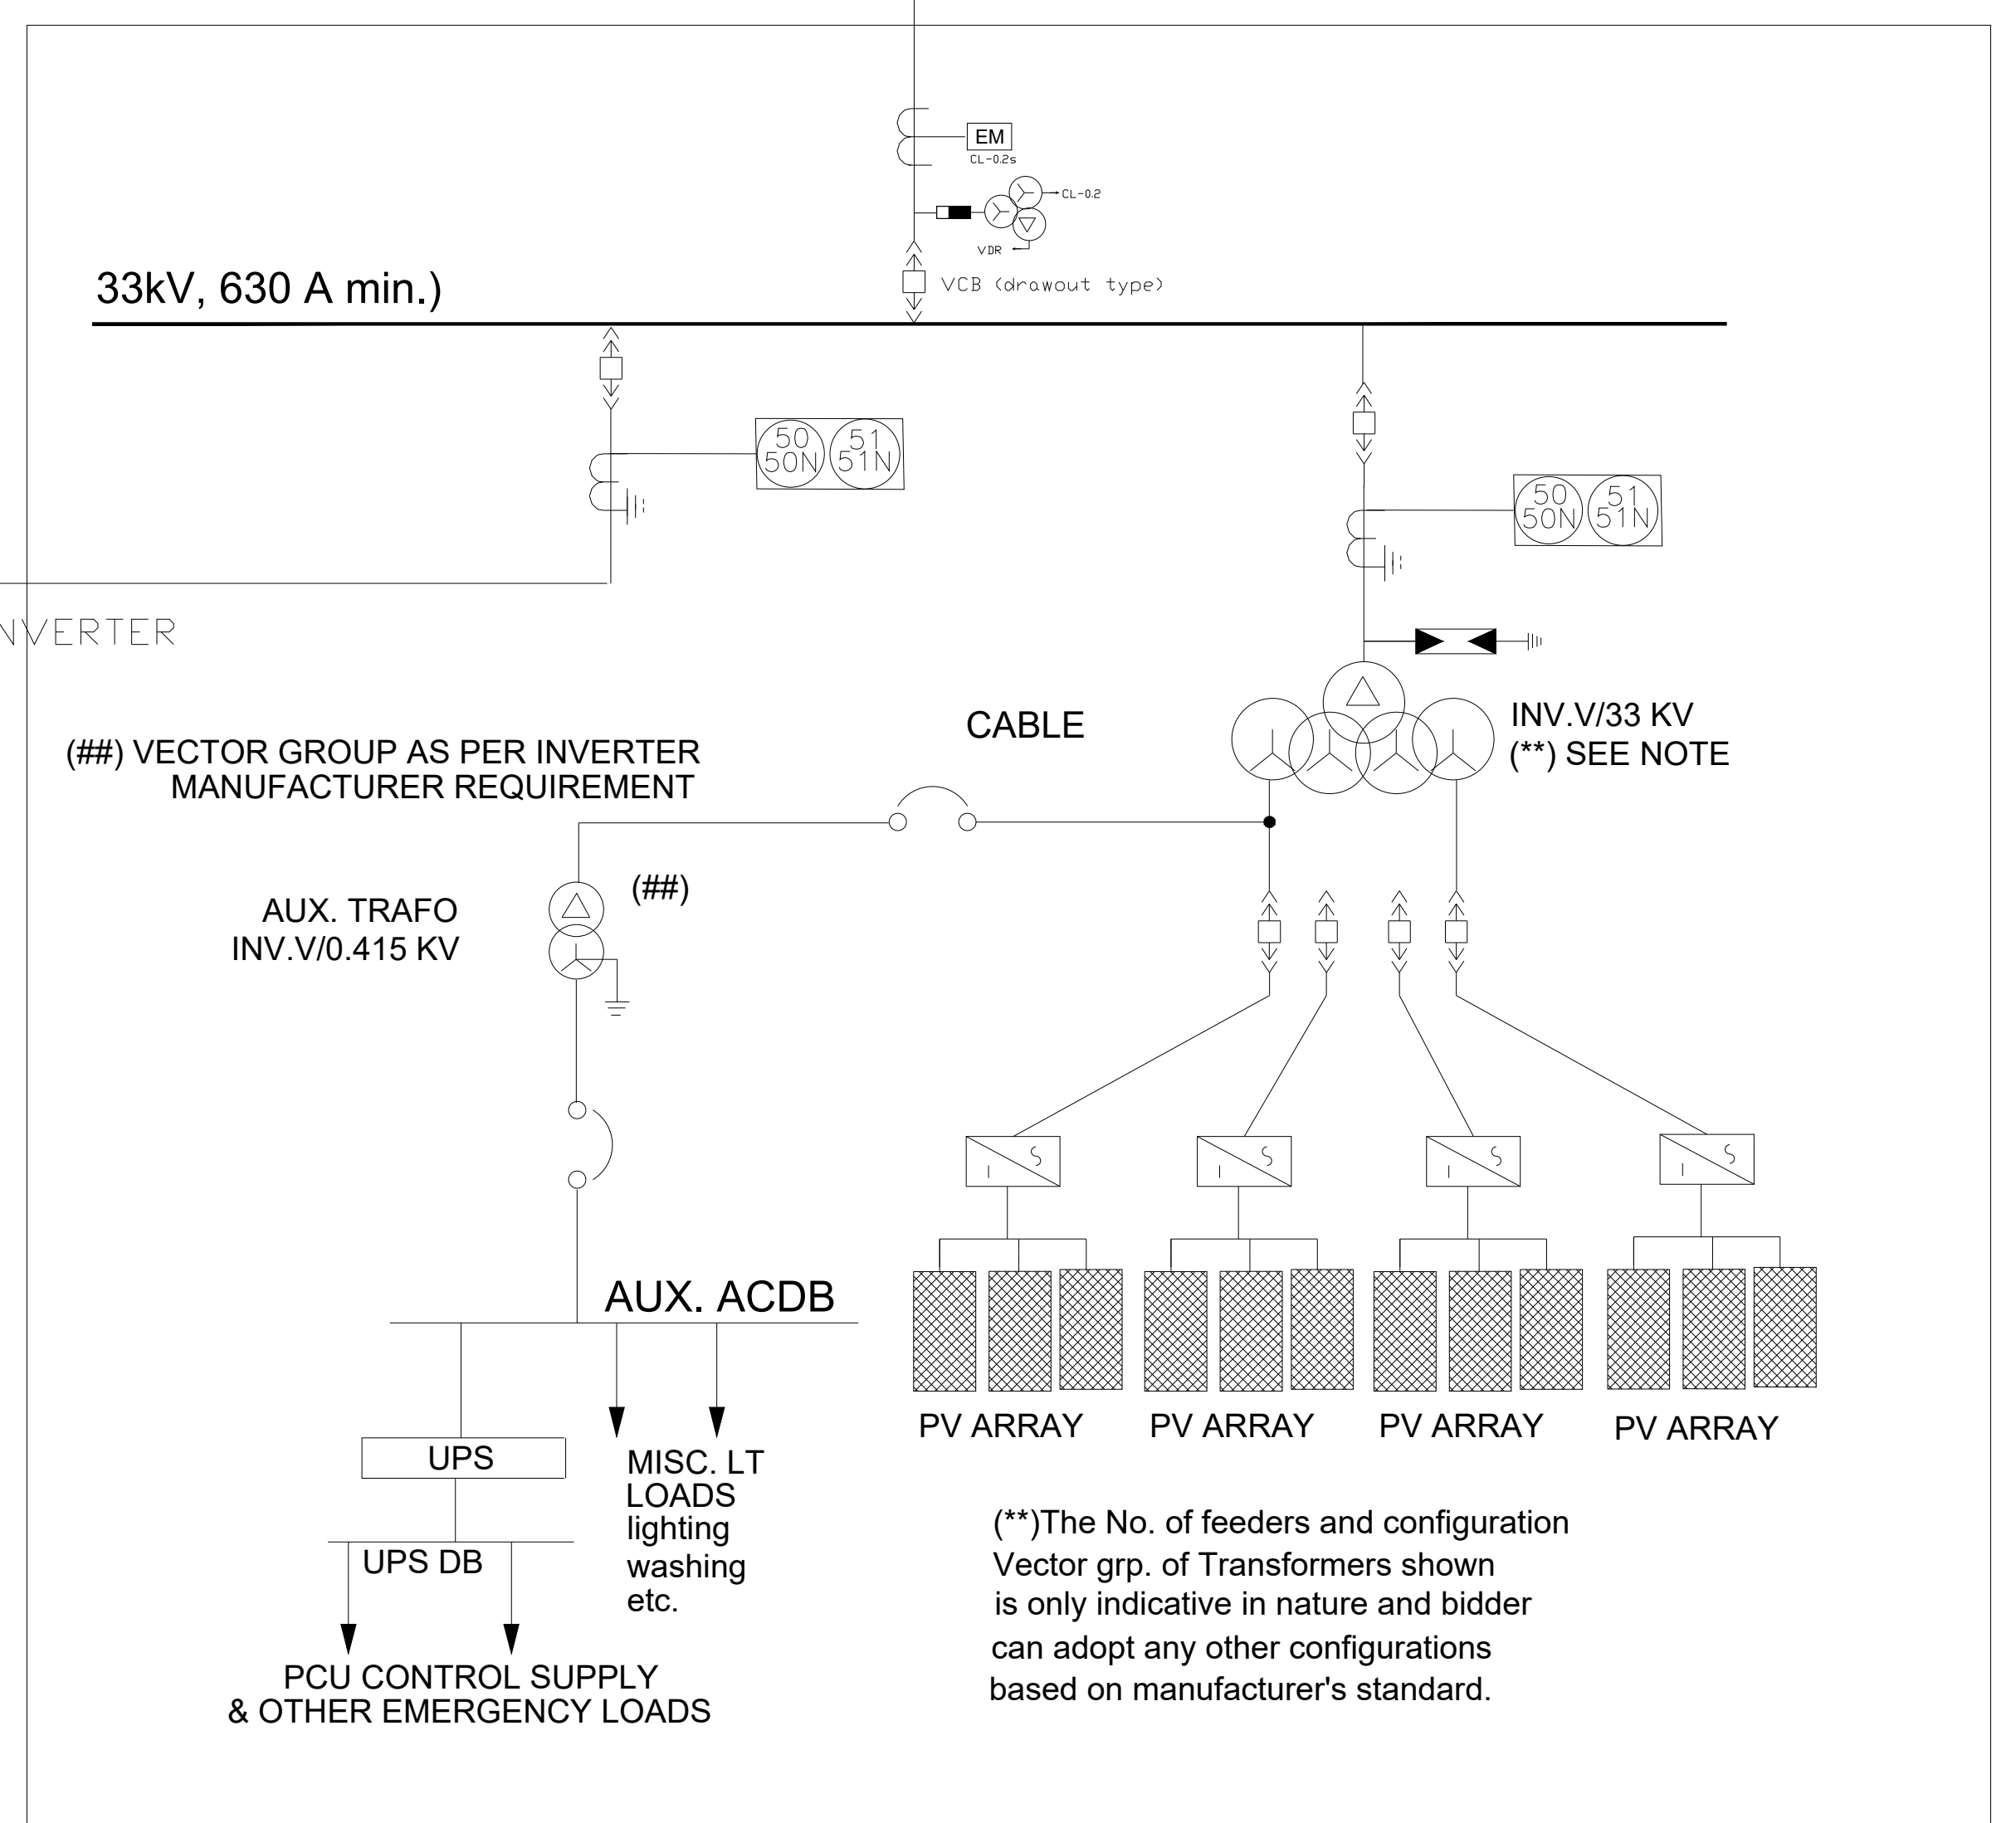 EM
CL-0.2s
CL-0.2
VDR
VCB (drawout type)
33kV, 630 A min.)
50 51
50N 51N
50 51
50N 51N
NVERTER
CABLE
INV.V/33 KV
(**) SEE NOTE
(##) VECTOR GROUP AS PER INVERTER
MANUFACTURER REQUIREMENT
(##)
AUX. TRAFO
INV.V/0.415 KV
I S
I S
I S
I S
AUX. ACDB
PV ARRAY
PV ARRAY
PV ARRAY
PV ARRAY
UPS
MISC. LT
LOADS
lighting
washing
etc.
UPS DB
PCU CONTROL SUPPLY
& OTHER EMERGENCY LOADS
(**)The No. of feeders and configuration
Vector grp. of Transformers shown
is only indicative in nature and bidder
can adopt any other configurations
based on manufacturer's standard.